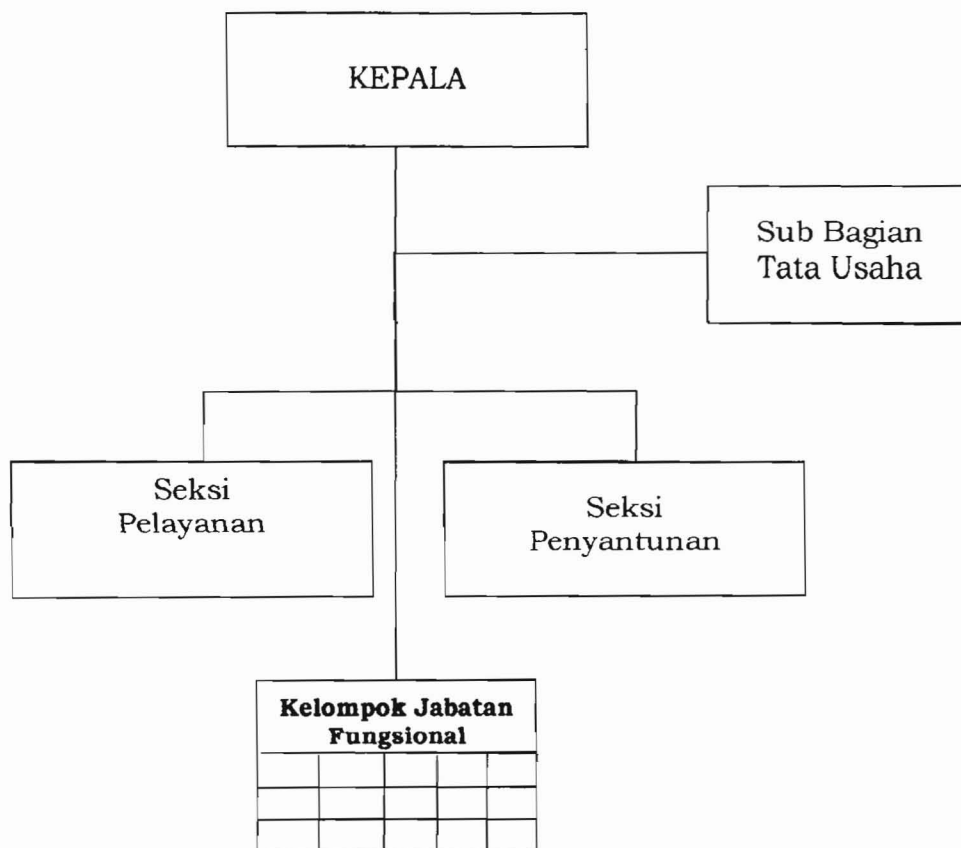 KEPALA
Sub Bagian
Tata Usaha
Seksi
Pelayanan
Seksi
Penyantunan
Kelompok Jabatan
Fungsional